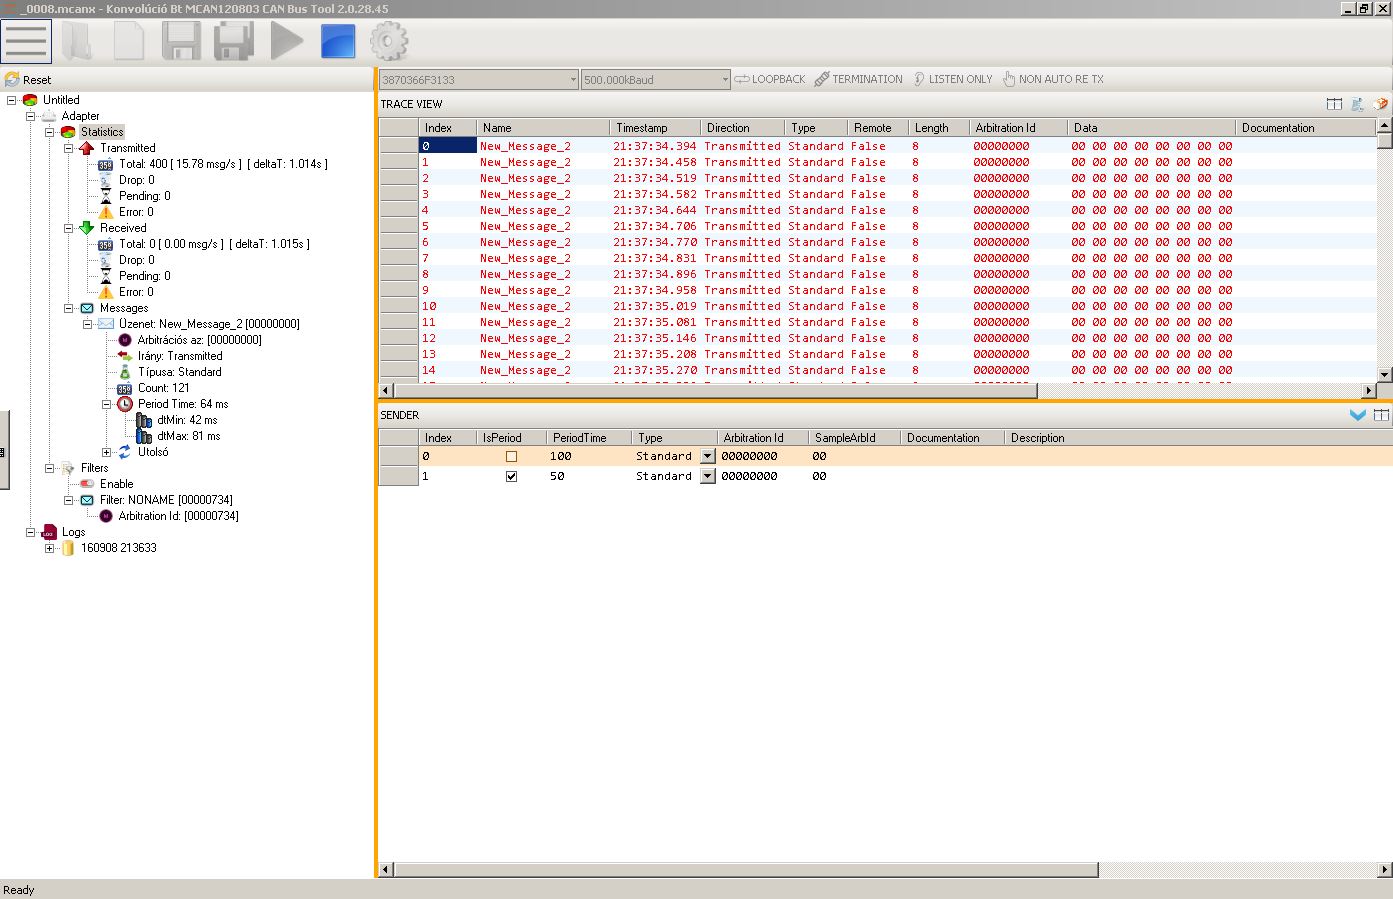 _0008.mcanx - Konvolúció Bt MCAN120803 CAN Bus Tool 2.0.28.45
Reset
3870366F3133 500.000kBaud LOOPBACK TERMINATION LISTEN ONLY NON AUTO RE TX
Untitled
Adapter
Statistics
Transmitted
Total: 400 [ 15.78 msg/s ] [ deltaT: 1.014s ]
Drop: 0
Pending: 0
Error: 0
Received
Total: 0 [ 0.00 msg/s ] [ deltaT: 1.015s ]
Drop: 0
Pending: 0
Error: 0
Messages
Üzenet: New_Message_2 [00000000]
Arbitrációs az: [00000000]
Irány: Transmitted
Típusa: Standard
Count: 121
Period Time: 64 ms
dtMin: 42 ms
dtMax: 81 ms
Utolsó
Filters
Enable
Filter: NONAME [00000734]
Arbitration Id: [00000734]
Logs
160908 213633
TRACE VIEW
Index Name Timestamp Direction Type Remote Length Arbitration Id Data Documentation
0 New_Message_2 21:37:34.394 Transmitted Standard False 8 00000000 00 00 00 00 00 00 00 00
1 New_Message_2 21:37:34.458 Transmitted Standard False 8 00000000 00 00 00 00 00 00 00 00
2 New_Message_2 21:37:34.519 Transmitted Standard False 8 00000000 00 00 00 00 00 00 00 00
3 New_Message_2 21:37:34.582 Transmitted Standard False 8 00000000 00 00 00 00 00 00 00 00
4 New_Message_2 21:37:34.644 Transmitted Standard False 8 00000000 00 00 00 00 00 00 00 00
5 New_Message_2 21:37:34.706 Transmitted Standard False 8 00000000 00 00 00 00 00 00 00 00
6 New_Message_2 21:37:34.770 Transmitted Standard False 8 00000000 00 00 00 00 00 00 00 00
7 New_Message_2 21:37:34.831 Transmitted Standard False 8 00000000 00 00 00 00 00 00 00 00
8 New_Message_2 21:37:34.896 Transmitted Standard False 8 00000000 00 00 00 00 00 00 00 00
9 New_Message_2 21:37:34.958 Transmitted Standard False 8 00000000 00 00 00 00 00 00 00 00
10 New_Message_2 21:37:35.019 Transmitted Standard False 8 00000000 00 00 00 00 00 00 00 00
11 New_Message_2 21:37:35.081 Transmitted Standard False 8 00000000 00 00 00 00 00 00 00 00
12 New_Message_2 21:37:35.146 Transmitted Standard False 8 00000000 00 00 00 00 00 00 00 00
13 New_Message_2 21:37:35.208 Transmitted Standard False 8 00000000 00 00 00 00 00 00 00 00
14 New_Message_2 21:37:35.270 Transmitted Standard False 8 00000000 00 00 00 00 00 00 00 00
SENDER
Index IsPeriod PeriodTime Type Arbitration Id SampleArbId Documentation Description
0 100 Standard 00000000 00
1 50 Standard 00000000 00
Ready